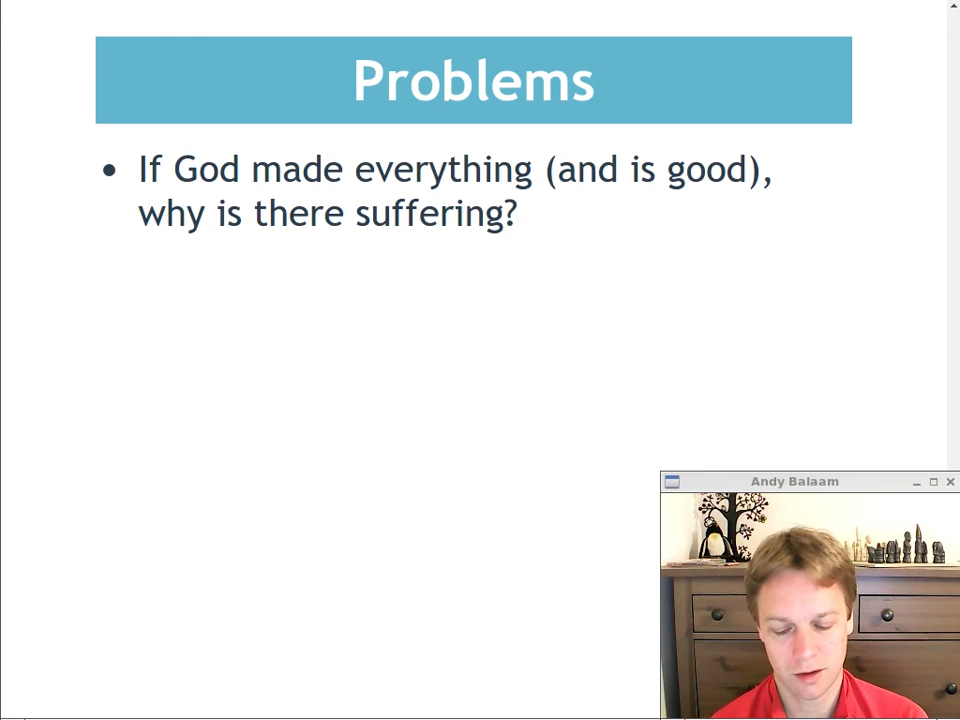 Problems
• If God made everything (and is good),
why is there suffering?
Andy Balaam